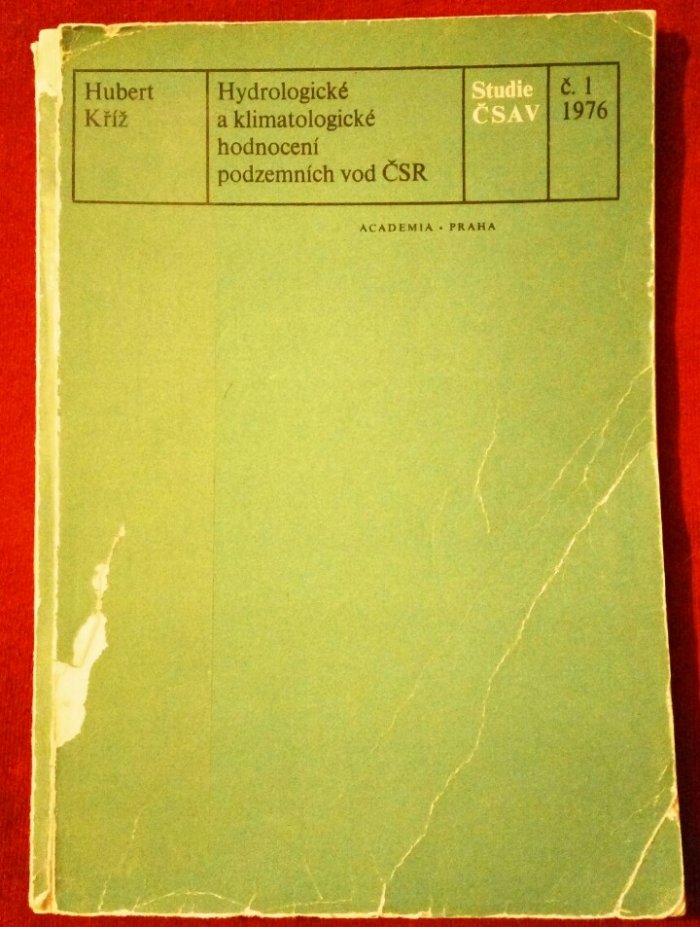 Hubert
Kříž
Hydrologické
a klimatologické
hodnocení
podzemních vod ČSR
Studie
ČSAV
č. 1
1976
ACADEMIA • PRAHA